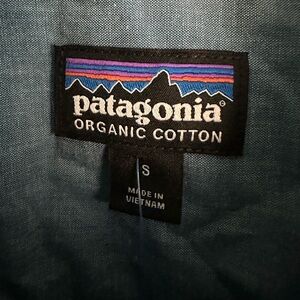 patagonia®
ORGANIC COTTON
S
MADE IN
VIETNAM